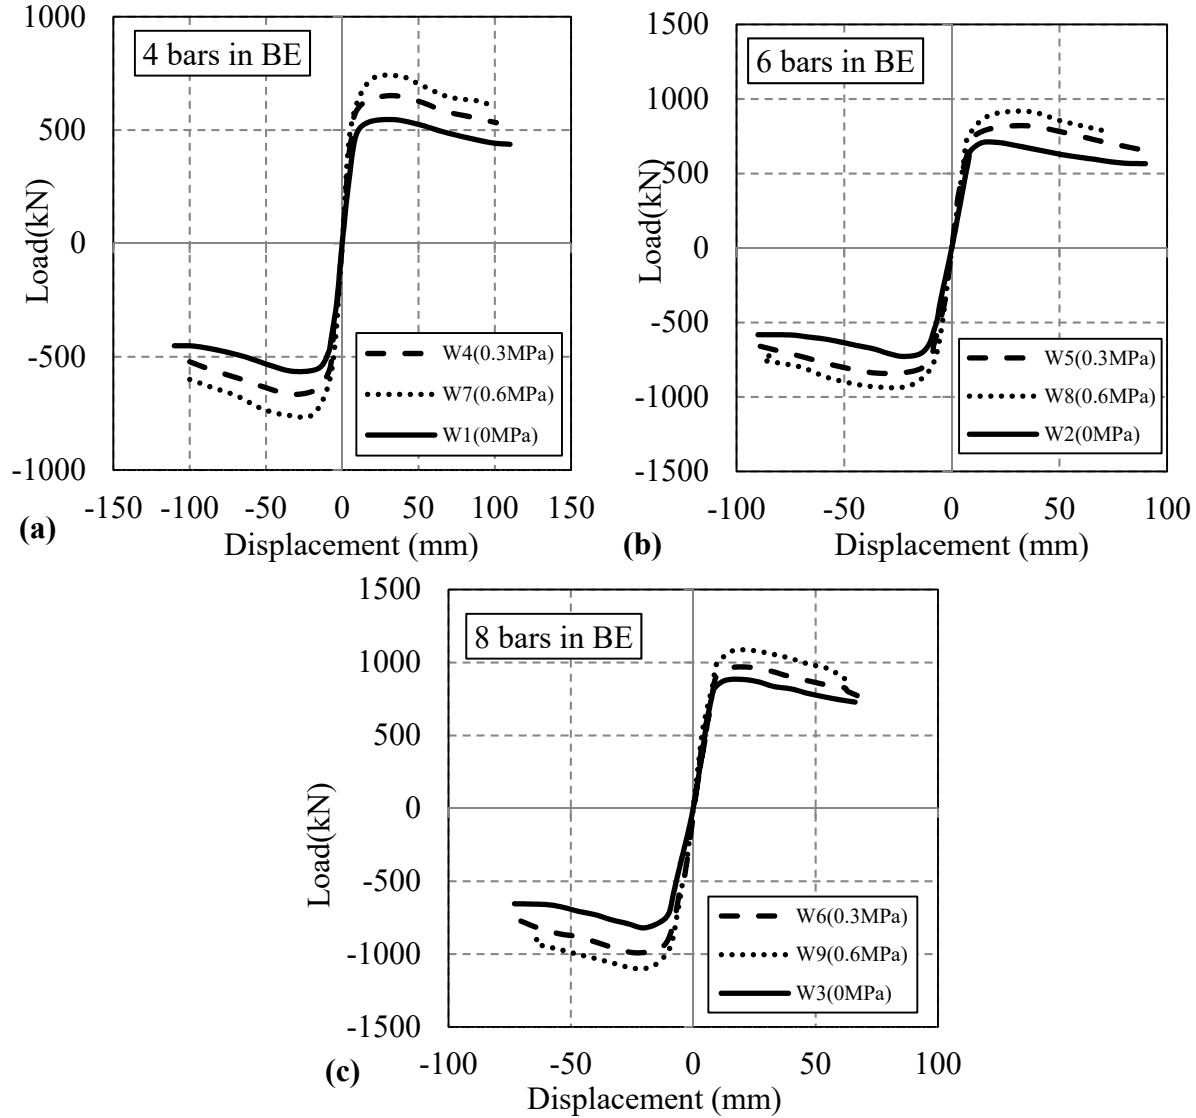 1000
4 bars in BE
500
0
-500
-1000
Load(kN)
W4(0.3MPa)
W7(0.6MPa)
W1(0MPa)
-150 -100 -50 0 50 100 150
(a)
Displacement (mm)
1500
6 bars in BE
1000
500
0
-500
-1000
-1500
Load(kN)
W5(0.3MPa)
W8(0.6MPa)
W2(0MPa)
-100 -50 0 50 100
(b)
Displacement (mm)
1500
8 bars in BE
1000
500
0
-500
-1000
-1500
Load(kN)
W6(0.3MPa)
W9(0.6MPa)
W3(0MPa)
(c)
-100 -50 0 50 100
Displacement (mm)